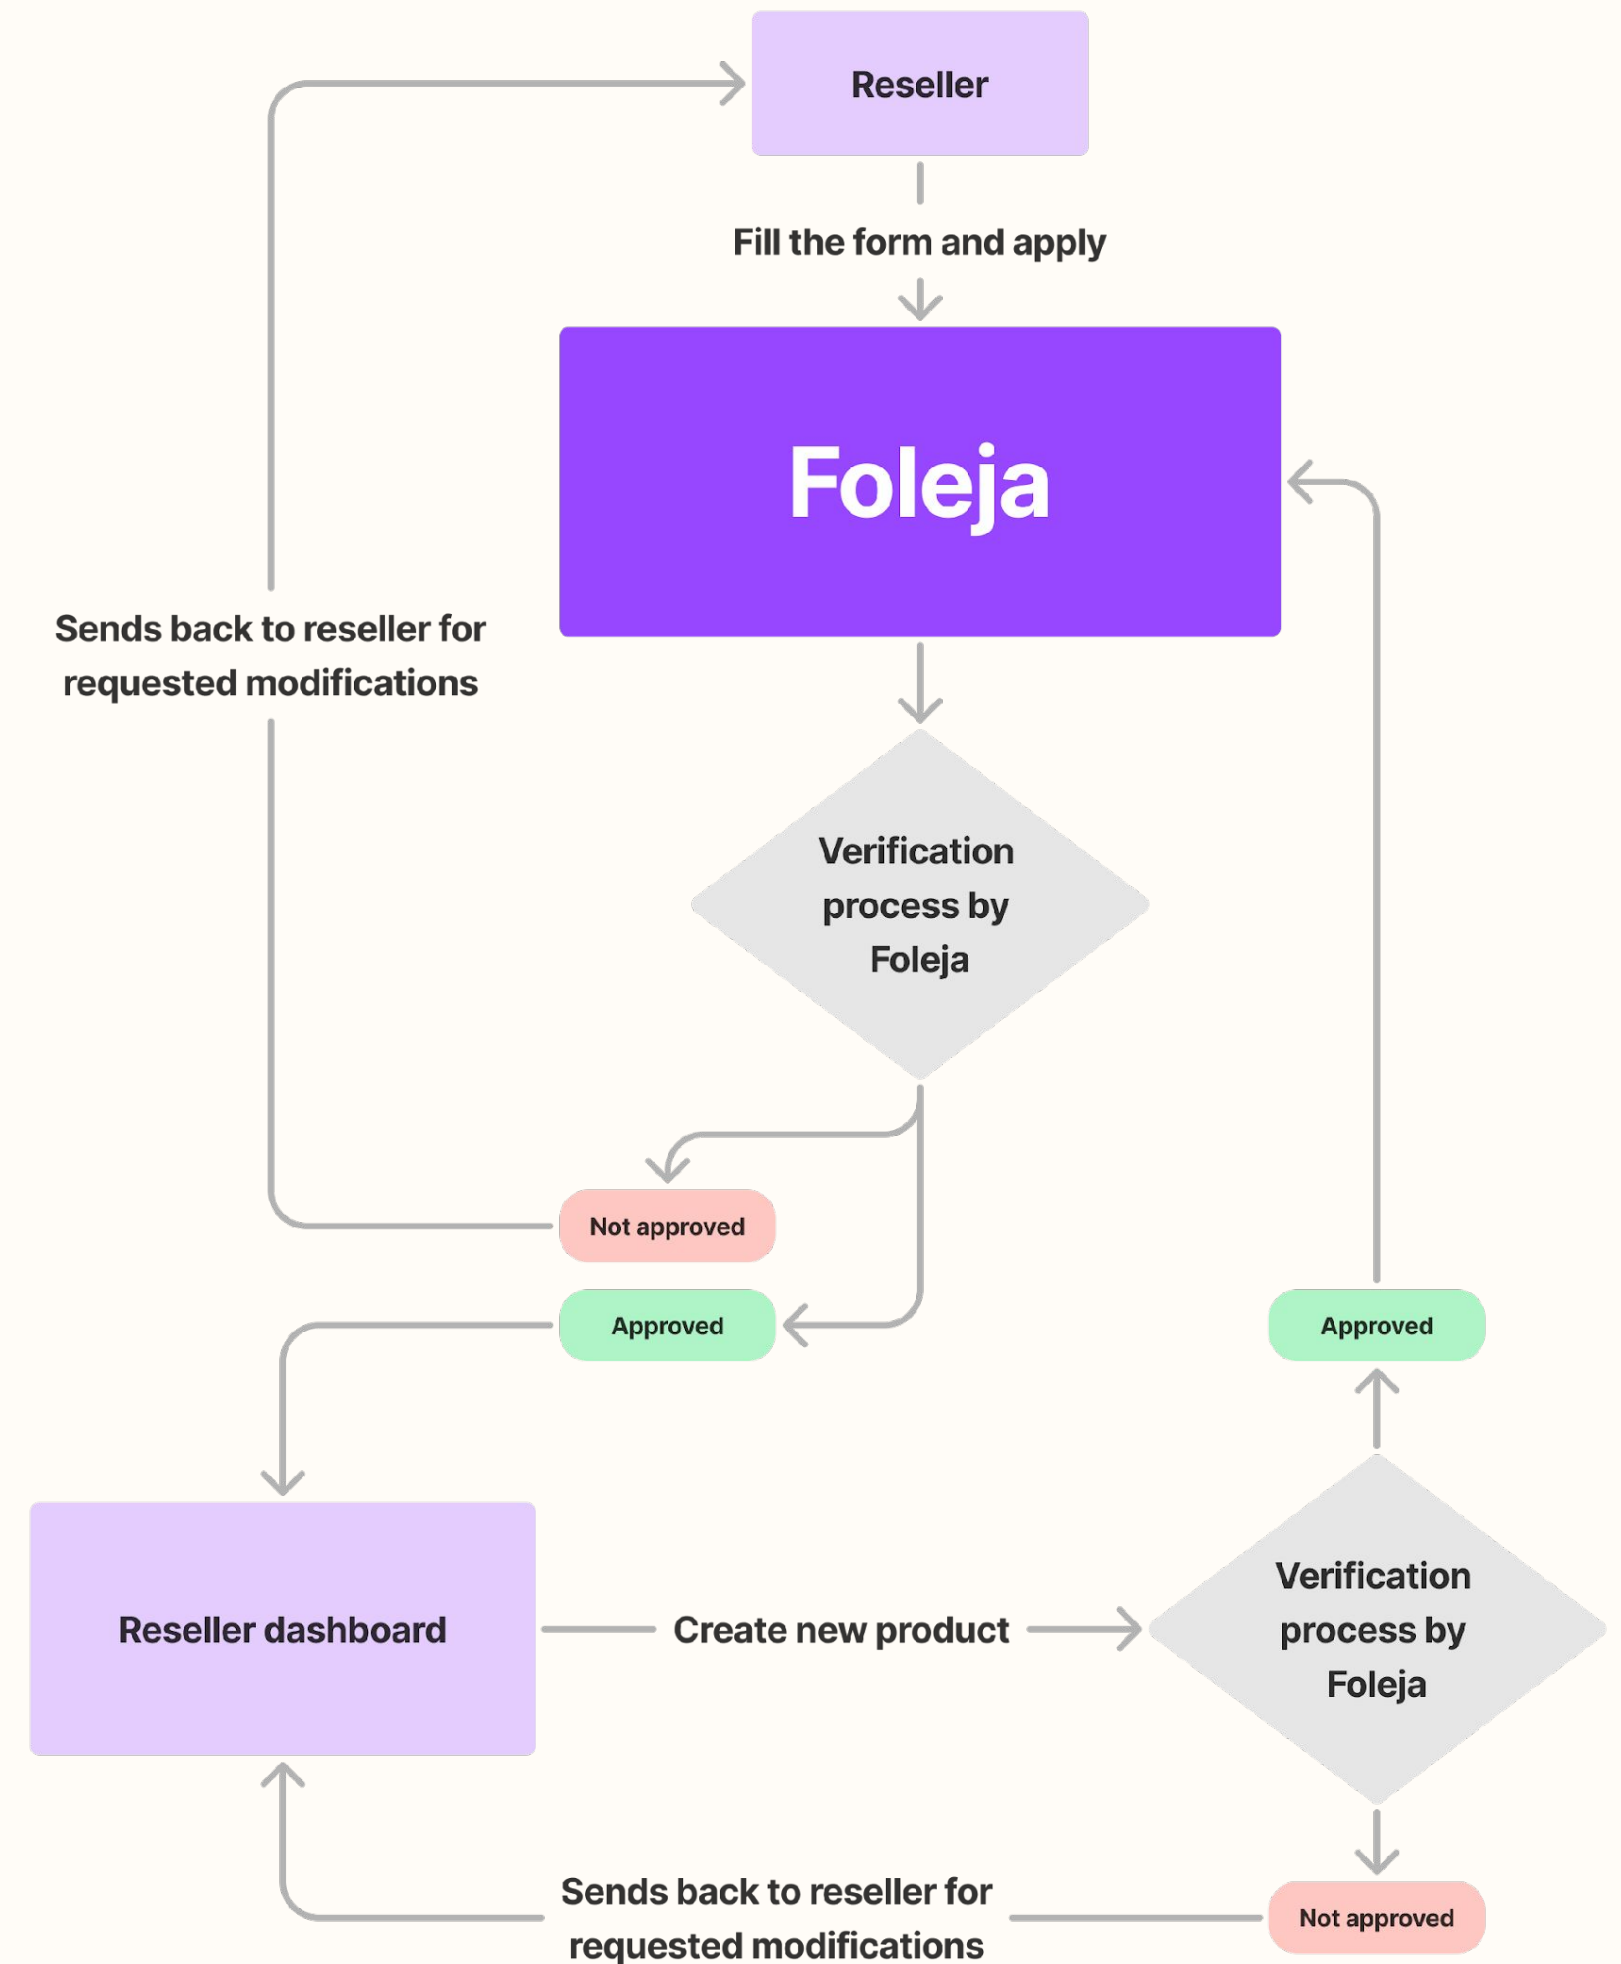 Reseller
Fill the form and apply
Foleja
Sends back to reseller for
requested modifications
Verification
process by
Foleja
Not approved
Approved
Approved
Reseller dashboard
Create new product
Verification
process by
Foleja
Sends back to reseller for
requested modifications
Not approved